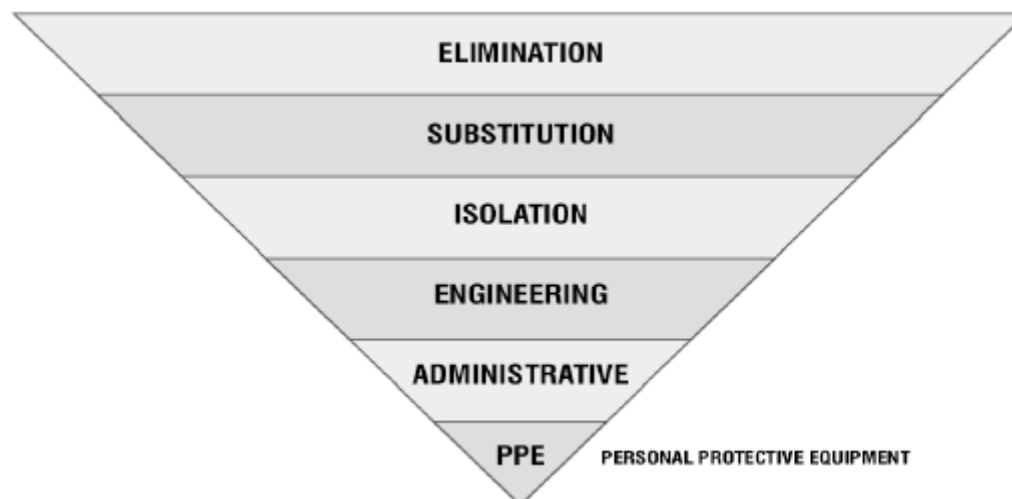 ELIMINATION
SUBSTITUTION
ISOLATION
ENGINEERING
ADMINISTRATIVE
PPE PERSONAL PROTECTIVE EQUIPMENT